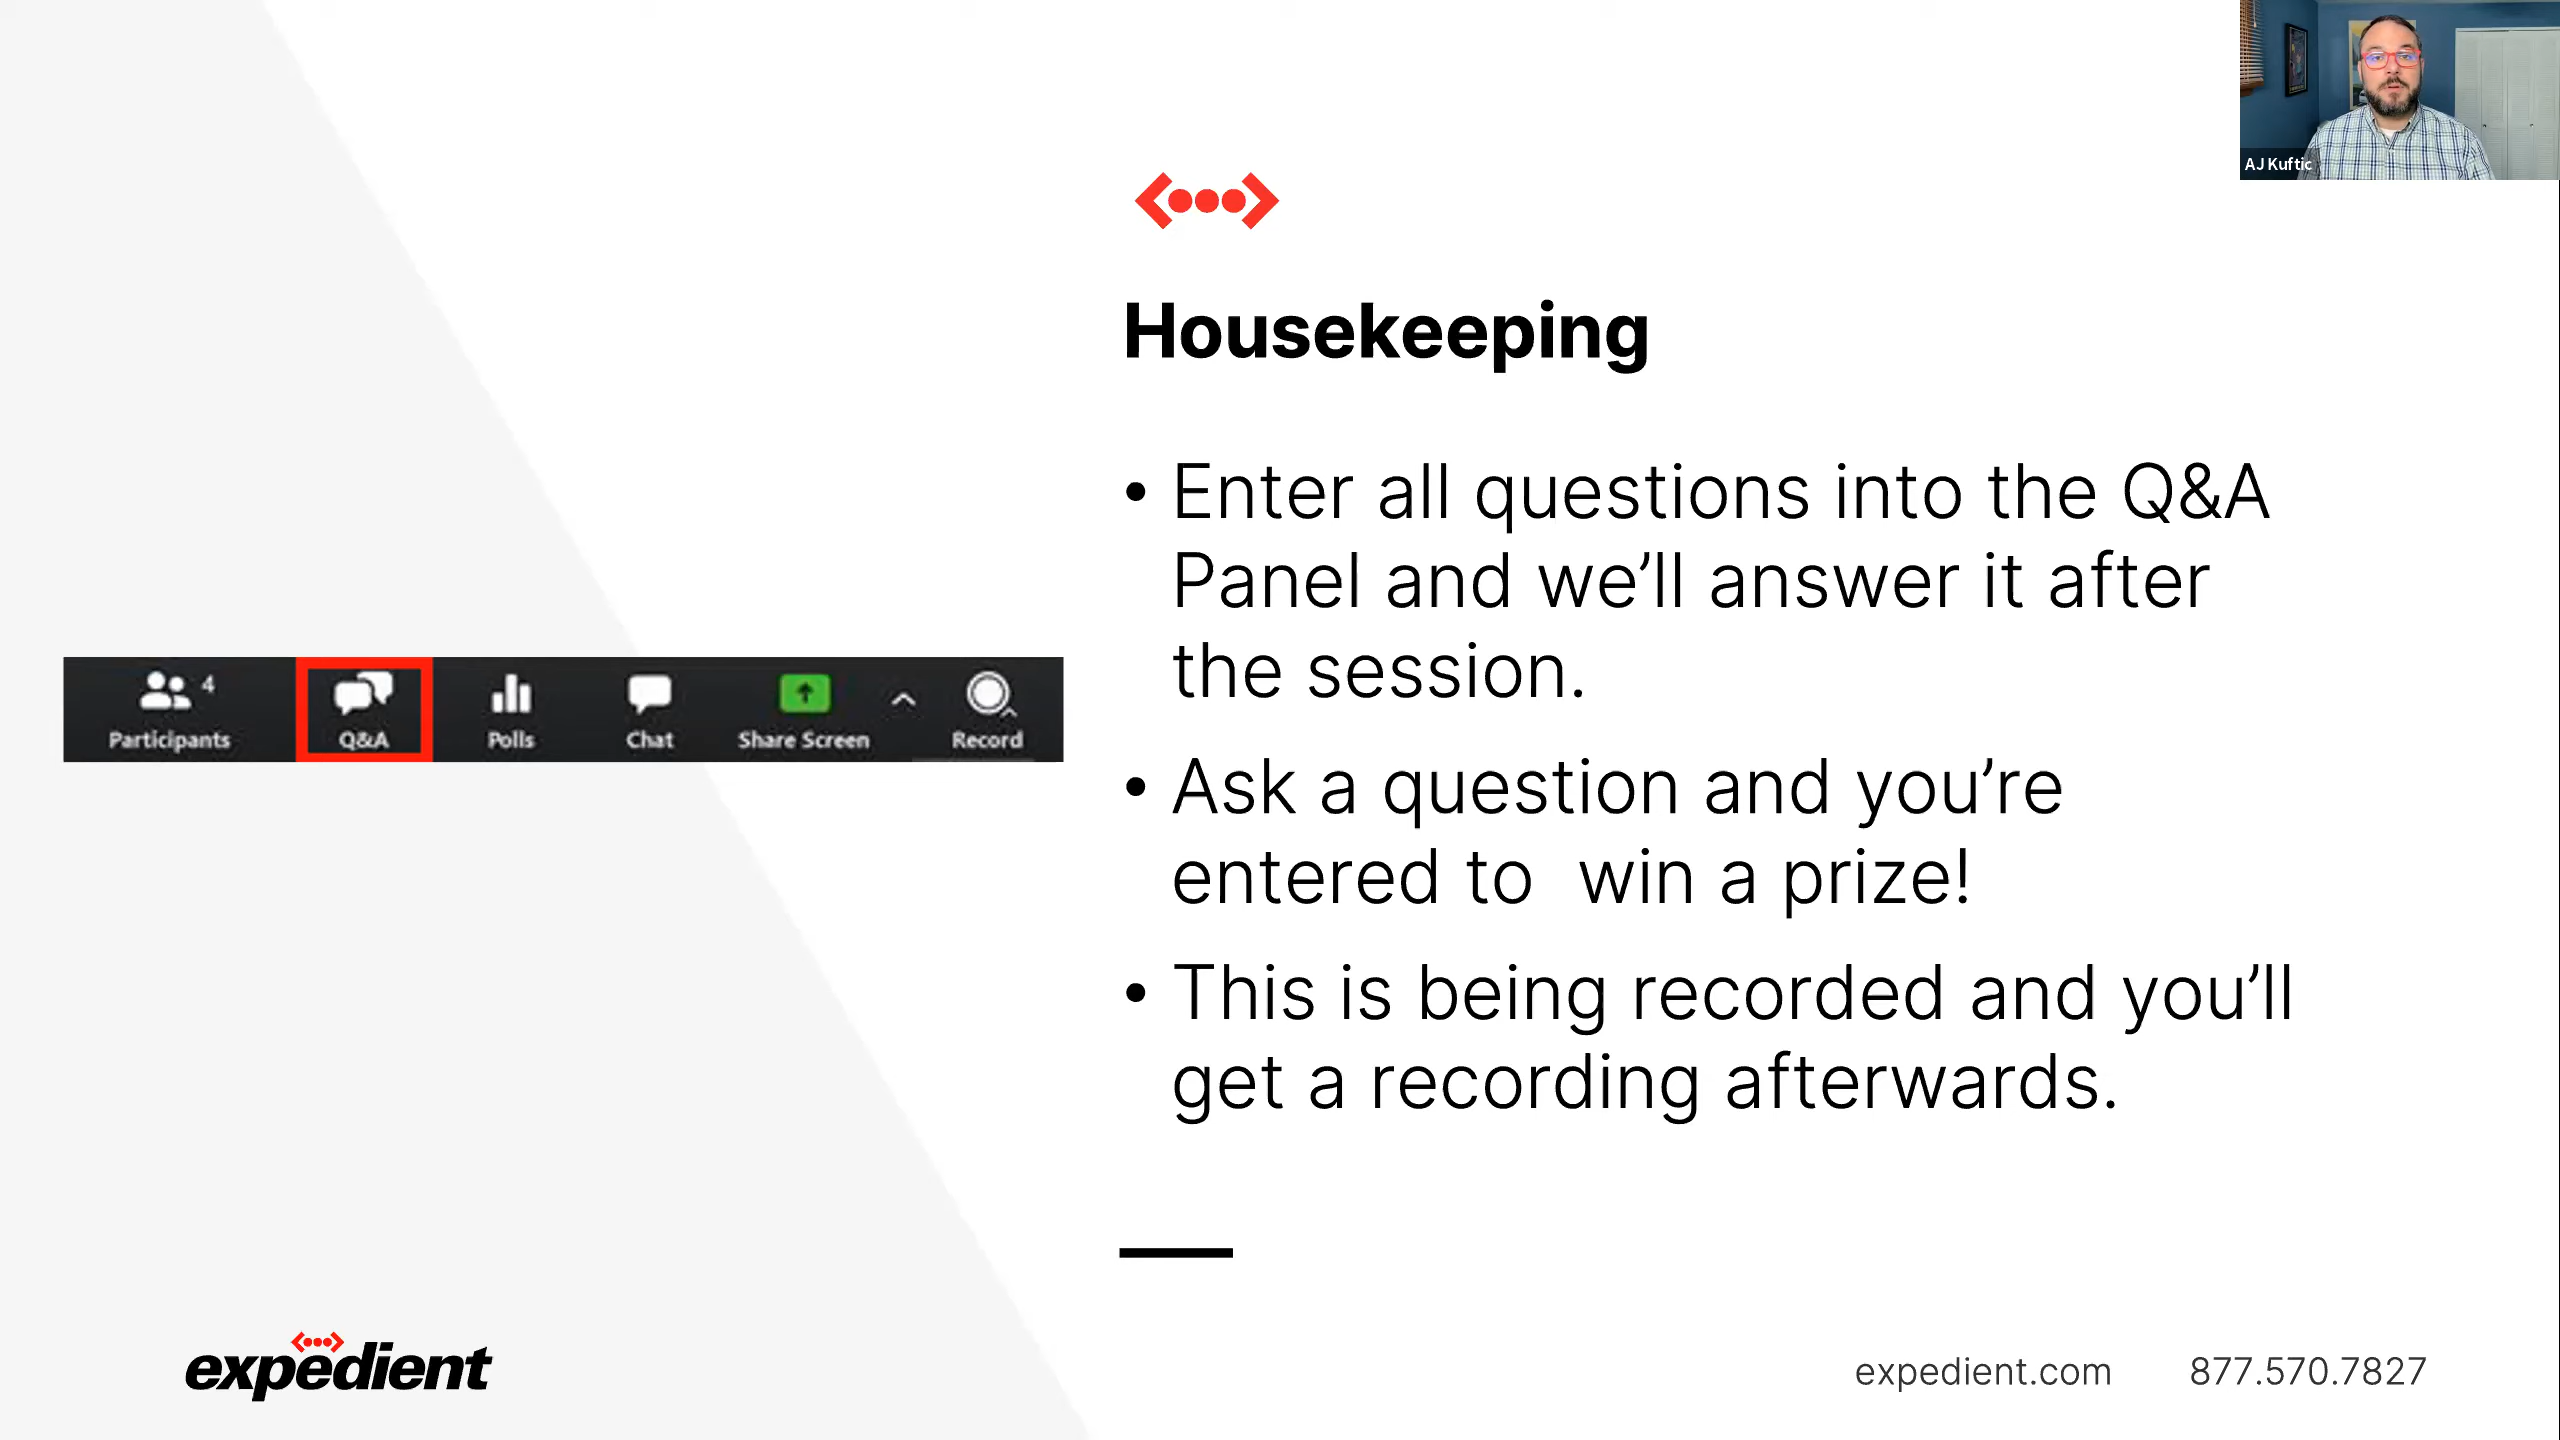 AJ Kuftic
Housekeeping
• Enter all questions into the Q&A
Panel and we’ll answer it after
the session.
• Ask a question and you’re
entered to  win a prize!
• This is being recorded and you’ll
get a recording afterwards.
4
Participants
Q&A
Polls
Chat
Share Screen
Record
expedient
expedient.com
877.570.7827